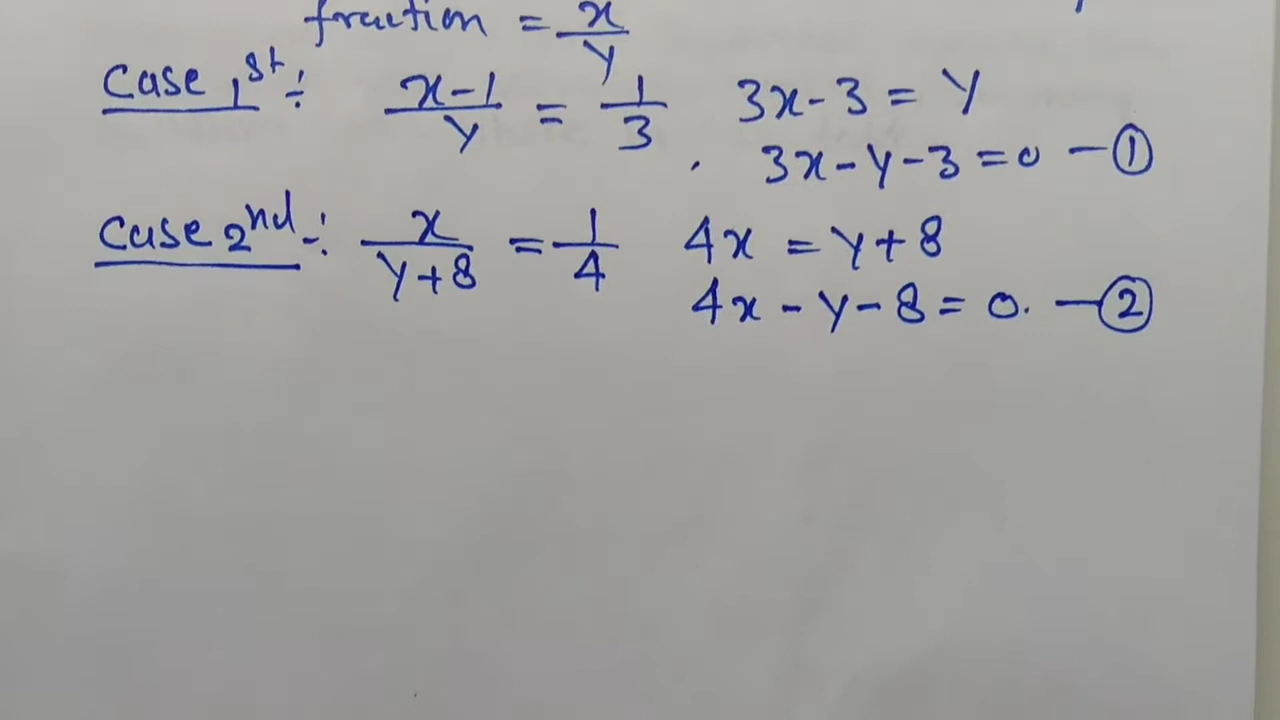 fraction = x/y
Case 1st ÷ x-1/y = 1/3 3x-3 = y
3x-y-3=0 —①
Case 2nd ÷ x/y+8 = 1/4 4x = y+8
4x-y-8=0. —②